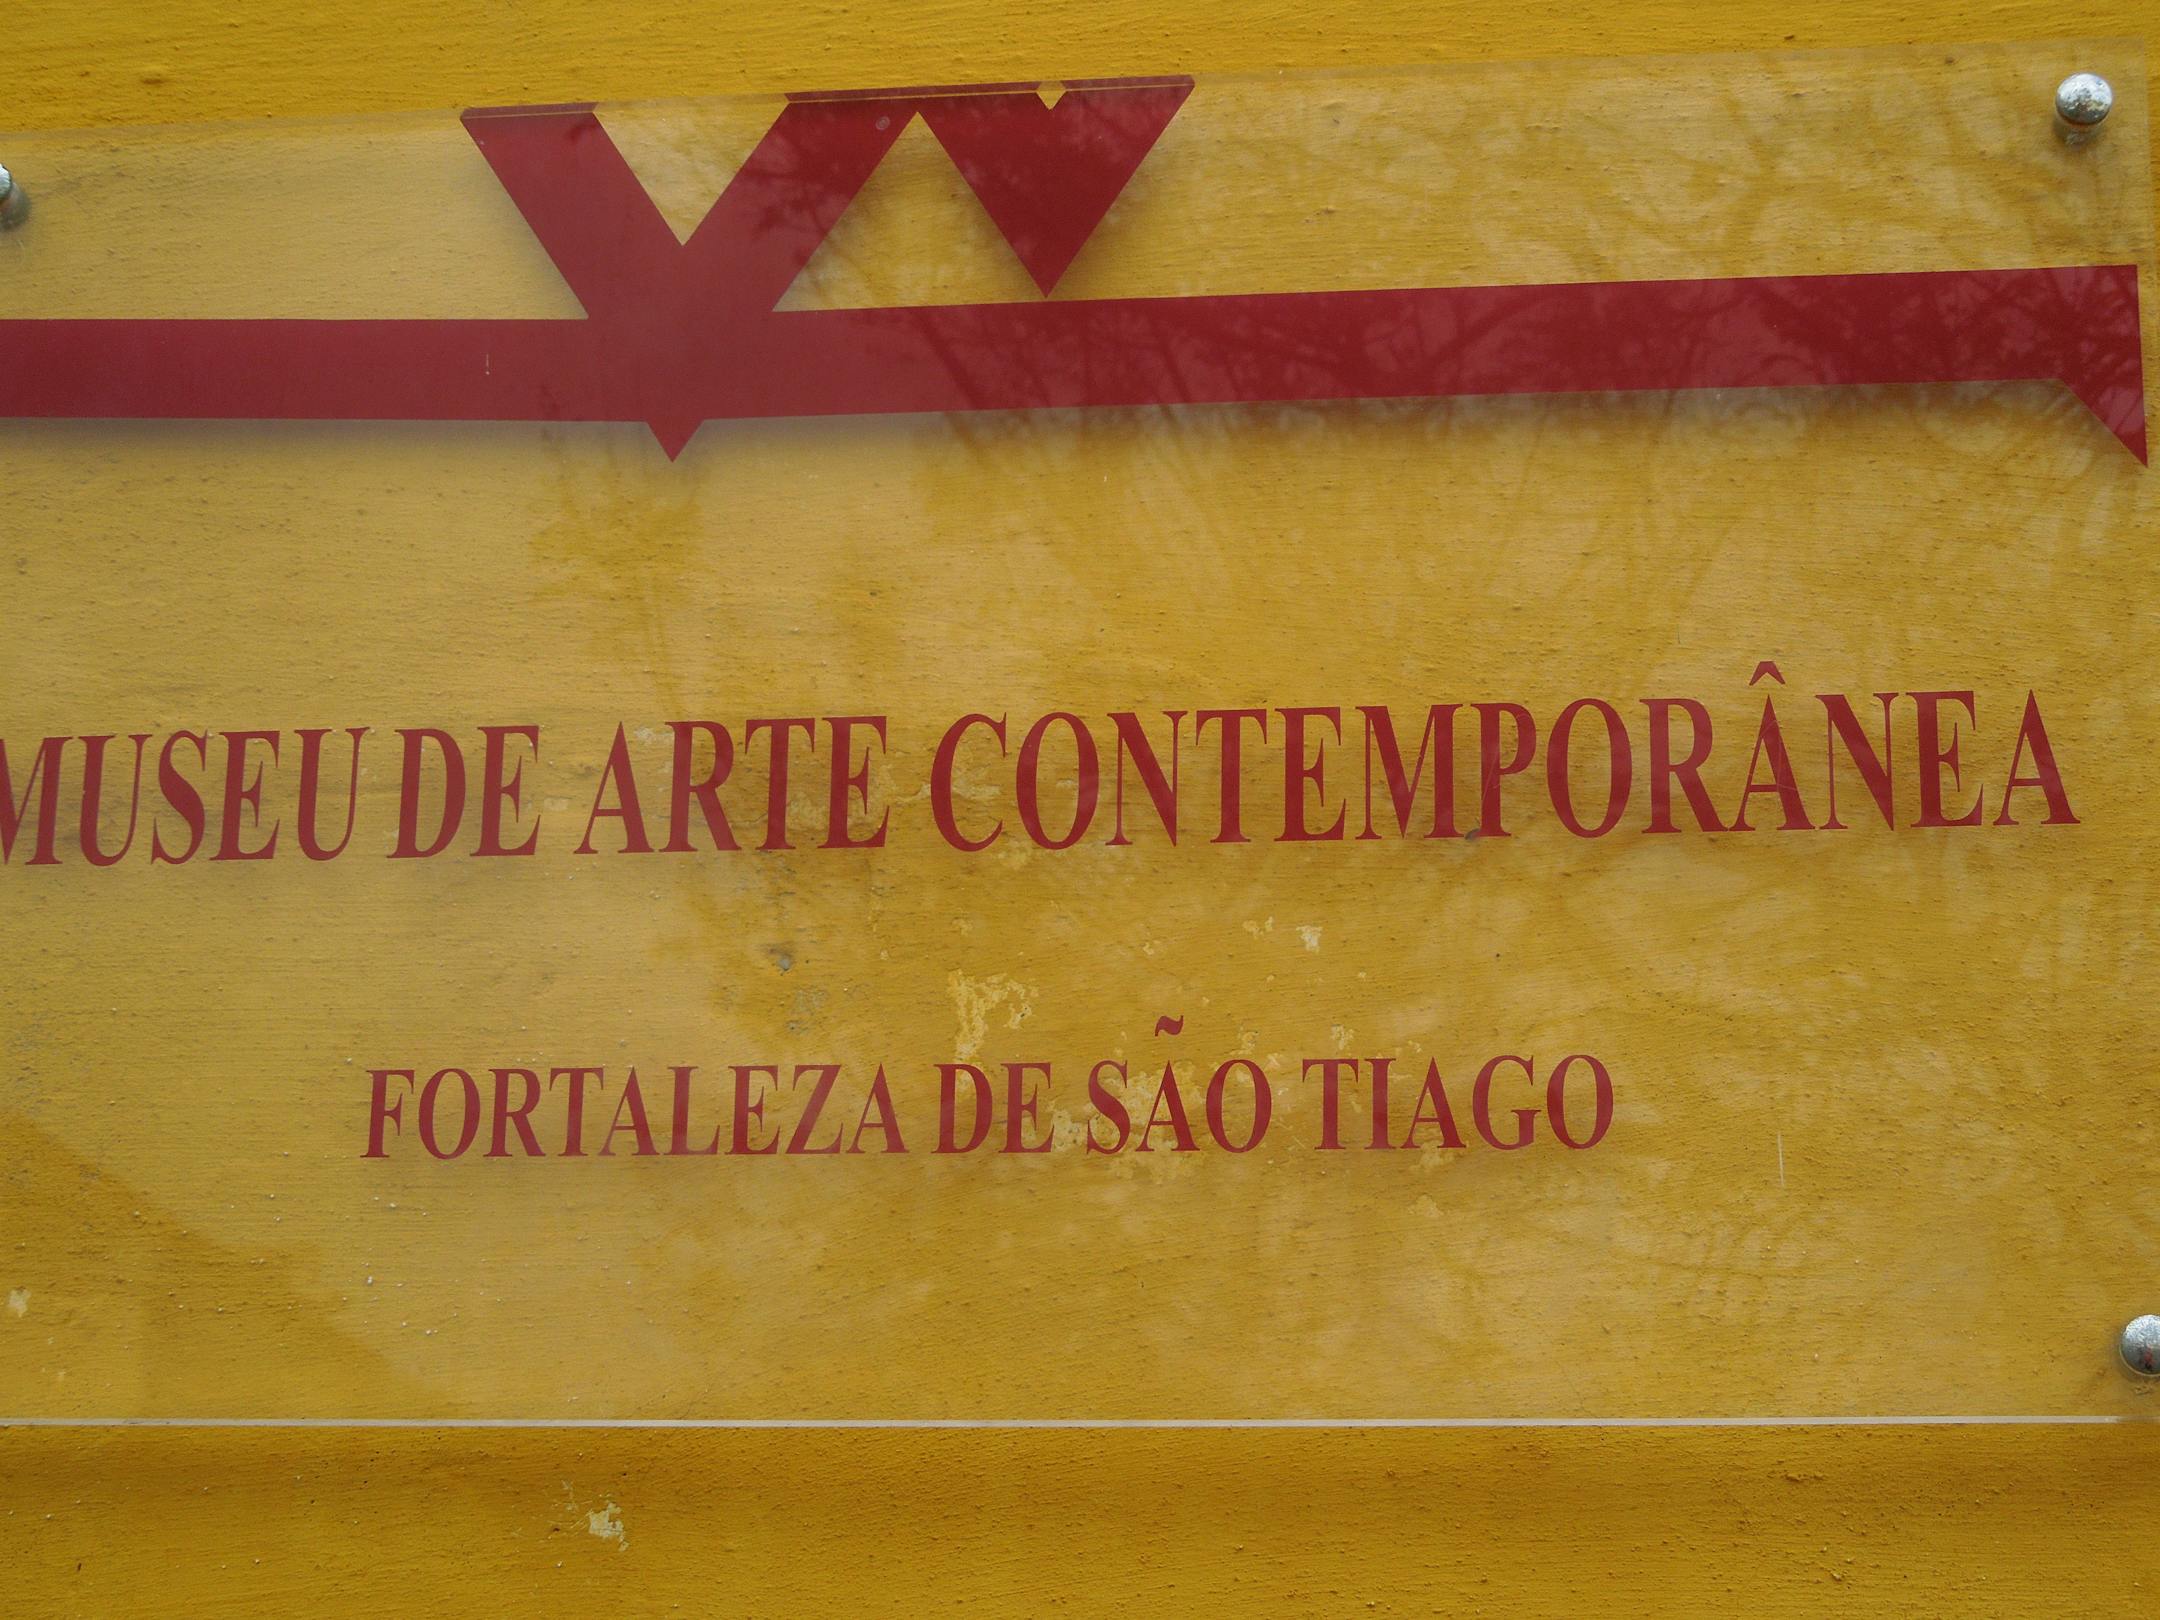 MUSEU DE ARTE CONTEMPORÂNEA
FORTALEZA DE SÃO TIAGO